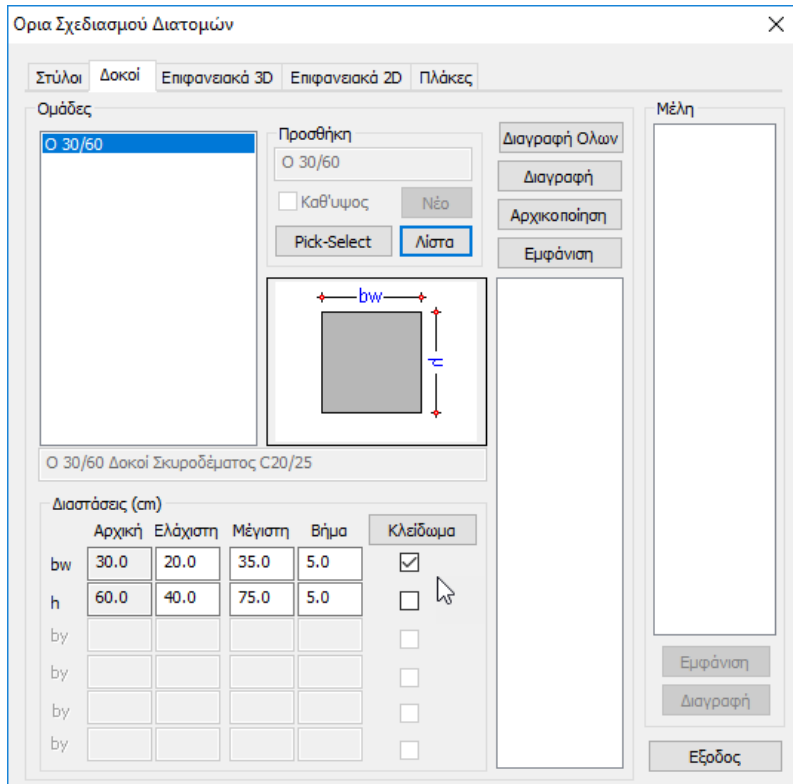 Ορια Σχεδιασμού Διατομών
Στύλοι Δοκοί Επιφανειακά 3D Επιφανειακά 2D Πλάκες
Ομάδες
Ο 30/60
Προσθήκη
Ο 30/60
Καθ'υψος Νέο
Pick-Select Λίστα
Διαγραφή Ολων
Διαγραφή
Αρχικοποίηση
Εμφάνιση
Μέλη
bw
h
Ο 30/60 Δοκοί Σκυροδέματος C20/25
Διαστάσεις (cm)
Αρχική Ελάχιστη Μέγιστη Βήμα Κλείδωμα
bw 30.0 20.0 35.0 5.0
h 60.0 40.0 75.0 5.0
by
by
by
by
Εμφάνιση
Διαγραφή
Εξοδος